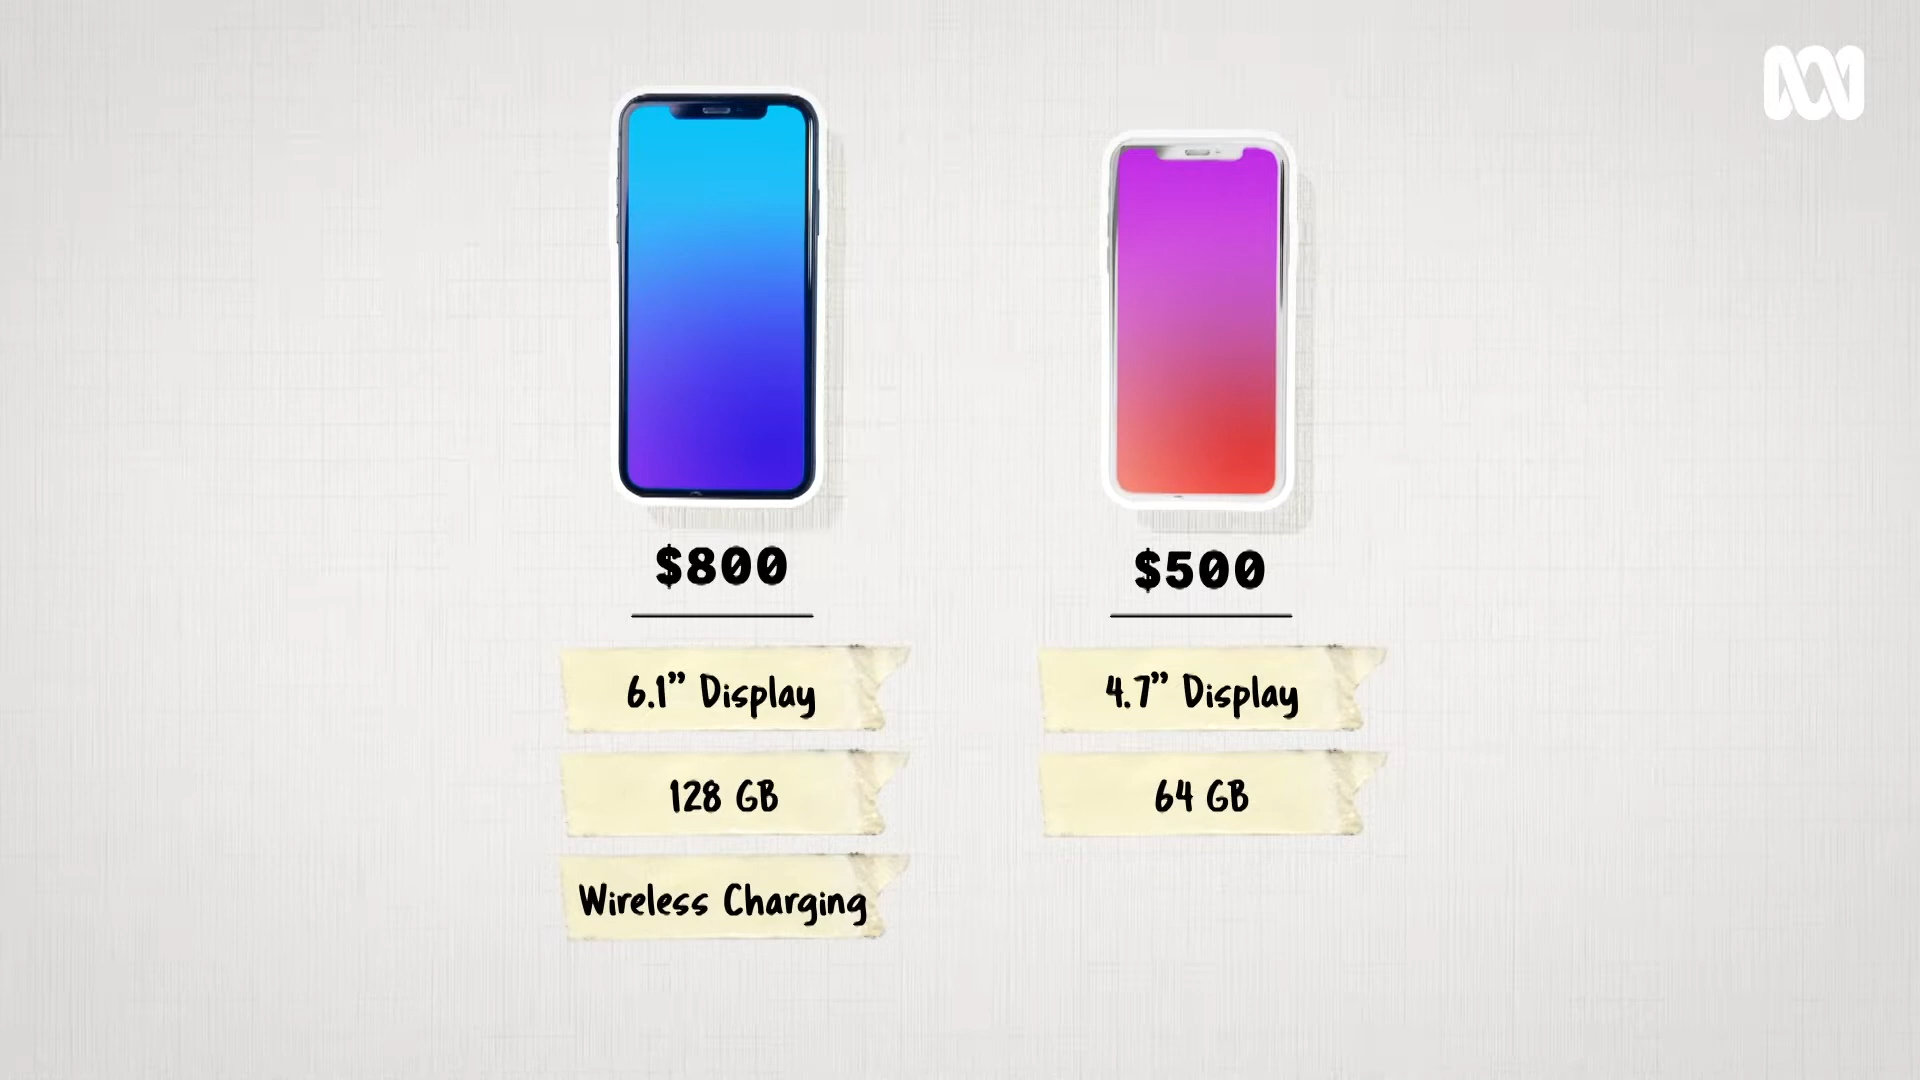 $800
6.1” Display
128 GB
Wireless Charging
$500
4.7” Display
64 GB